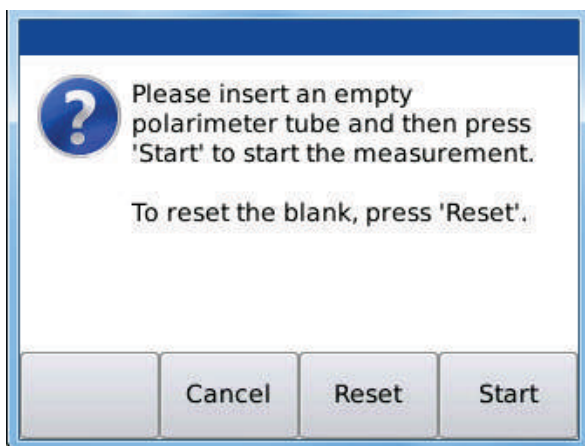 Please insert an empty
polarimeter tube and then press
'Start' to start the measurement.
To reset the blank, press 'Reset'.
Cancel Reset Start